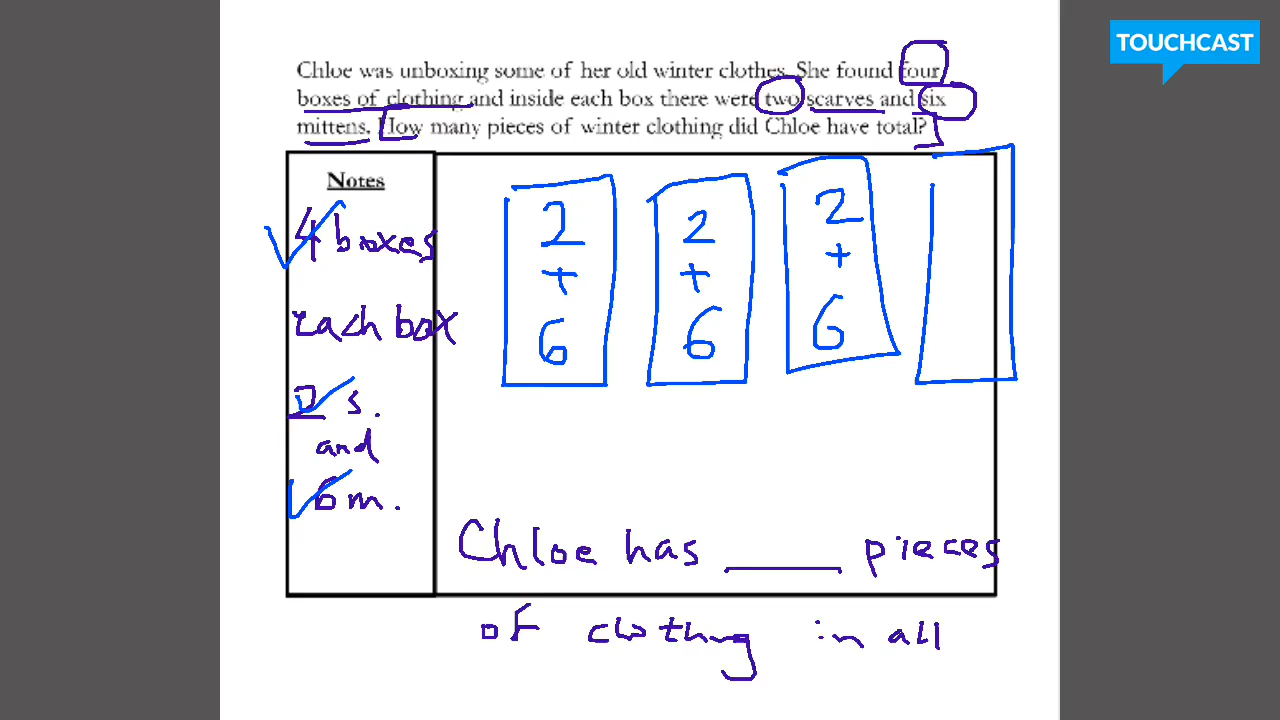 TOUCHCAST
Chloe was unboxing some of her old winter clothes. She found four
boxes of clothing and inside each box there were two scarves and six
mittens. How many pieces of winter clothing did Chloe have total?
Notes
4 boxes
each box
2 s.
and
6 m.
2
+
6
2
+
6
2
+
6
Chloe has ____ pieces
of clothing in all